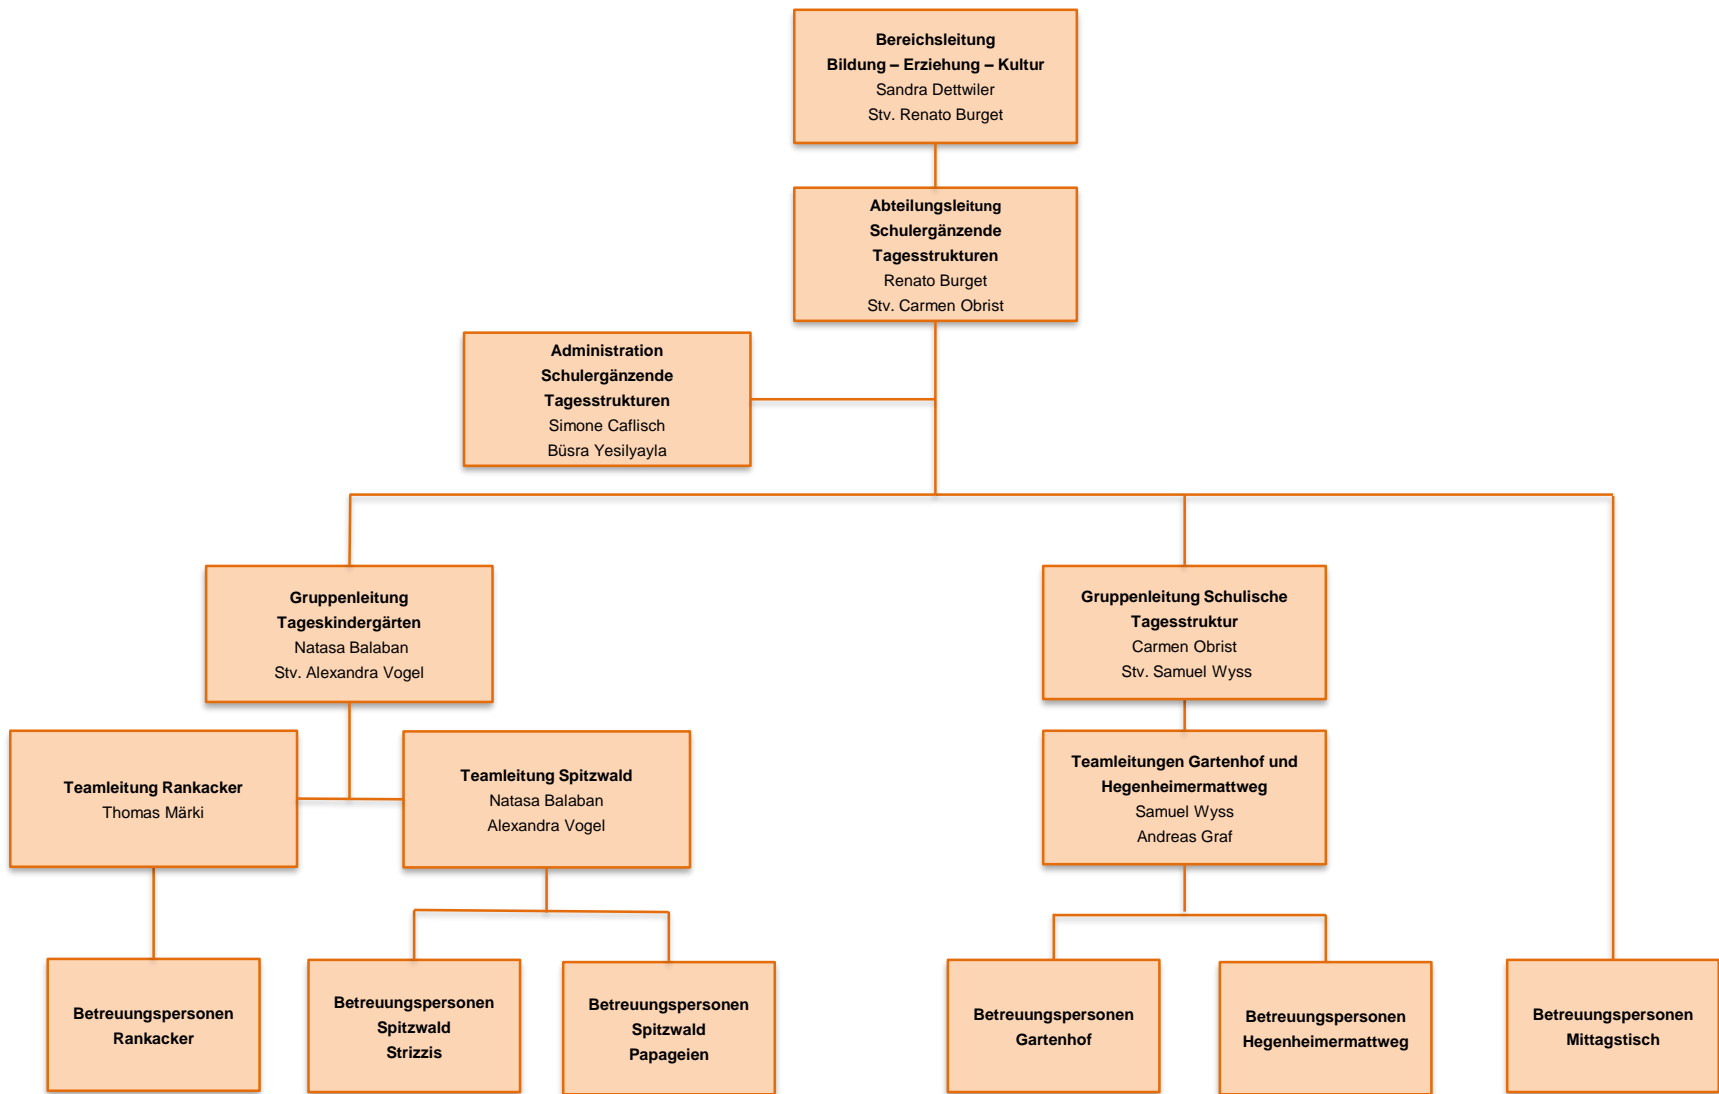 Bereichsleitung
Bildung – Erziehung – Kultur
Sandra Dettwiler
Stv. Renato Burget
Abteilungsleitung
Schulergänzende
Tagesstrukturen
Renato Burget
Stv. Carmen Obrist
Administration
Schulergänzende
Tagesstrukturen
Simone Caflisch
Büsra Yesilyayla
Gruppenleitung
Tageskindergärten
Natasa Balaban
Stv. Alexandra Vogel
Gruppenleitung Schulische
Tagesstruktur
Carmen Obrist
Stv. Samuel Wyss
Teamleitung Rankacker
Thomas Märki
Teamleitung Spitzwald
Natasa Balaban
Alexandra Vogel
Teamleitungen Gartenhof und
Hegenheimermattweg
Samuel Wyss
Andreas Graf
Betreuungspersonen
Rankacker
Betreuungspersonen
Spitzwald
Strizzis
Betreuungspersonen
Spitzwald
Papageien
Betreuungspersonen
Gartenhof
Betreuungspersonen
Hegenheimermattweg
Betreuungspersonen
Mittagstisch